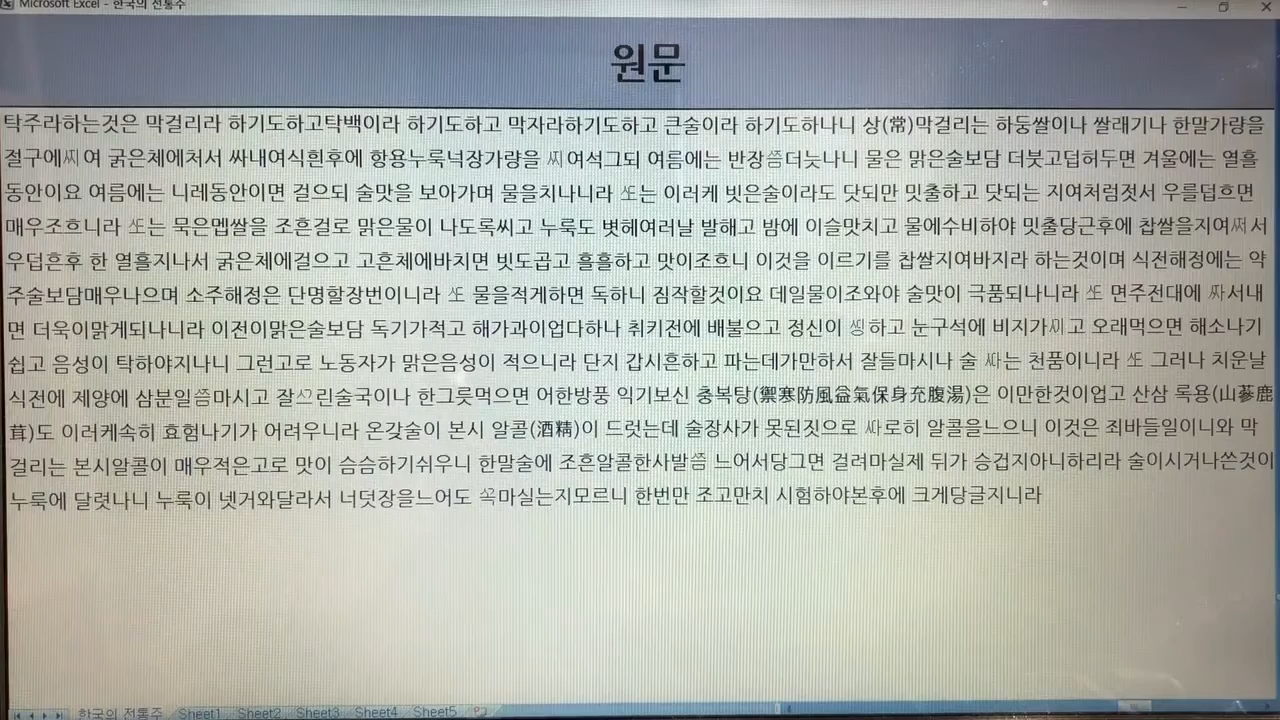 Microsoft Excel - 한국의 전통주
원문
탁주라하는것은 막걸리라 하기도하고탁백이라 하기도하고 막자라하기도하고 큰술이라 하기도하나니 상(常)막걸리는 하둥쌀이나 쌀래기나 한말가량을
절구에ᄶᅵ여 굵은체에처서 싸내여식흰후에 항용누룩넉장가량을 ᄶᅵ여석그되 여름에는 반장쯤더늣나니 물은 맑은술보담 더붓고덥허두면 겨울에는 열흘
동안이요 여름에는 니레동안이면 걸으되 술맛을 보아가며 물을치나니라 ᄯᅩ는 이러케 빗은술이라도 닷되만 밋출하고 닷되는 지여처럼젓서 우를덥흐면
매우조흐니라 ᄯᅩ는 묵은멥쌀을 조흔걸로 맑은물이 나도록씨고 누룩도 볏헤여러날 발해고 밤에 이슬맛치고 물에수비하야 밋출당근후에 찹쌀을지여ᄶᅥ서
우덥흔후 한 열흘지나서 굵은체에걸으고 고흔체에바치면 빗도곱고 흘흘하고 맛이조흐니 이것을 이르기를 찹쌀지여바지라 하는것이며 식전해정에는 약
주술보담매우나으며 소주해정은 단명할장번이니라 ᄯᅩ 물을적게하면 독하니 짐작할것이요 데일물이조와야 술맛이 극품되나니라 ᄯᅩ 면주전대에 ᄶᅡ서내
면 더욱이맑게되나니라 이전이맑은술보담 독기가적고 해가과이업다하나 취키전에 배불으고 정신이 하고 눈구석에 비지가ᄭᅵ고 오래먹으면 해소나기
쉽고 음성이 탁하야지나니 그런고로 노동자가 맑은음성이 적으니라 단지 갑시흔하고 파는데가만하서 잘들마시나 술 는 천품이니라 ᄯᅩ 그러나 치운날
식전에 제양에 삼분일쯤마시고 잘ᄭᅳ린술국이나 한그릇먹으면 어한방풍 익기보신 충복탕(禦寒防風益氣保身充腹湯)은 이만한것이업고 산삼 록용(山蔘鹿
茸)도 이러케속히 효험나기가 어려우니라 온갖술이 본시 알콜(酒精)이 드럿는데 술장사가 못된짓으로 ᄯᅡ로히 알콜을느으니 이것은 죄바들일이니와 막
걸리는 본시알콜이 매우적은고로 맛이 슴슴하기쉬우니 한말술에 조흔알콜한사발쯤 느어서당그면 걸려마실제 뒤가 승겁지아니하리라 술이시거나쓴것이
누룩에 달렷나니 누룩이 넷거와달라서 너덧장을느어도 마실는지모르니 한번만 조고만치 시험하야본후에 크게당글지니라
한국의 전통주 Sheet1 Sheet2 Sheet3 Sheet4 Sheet5